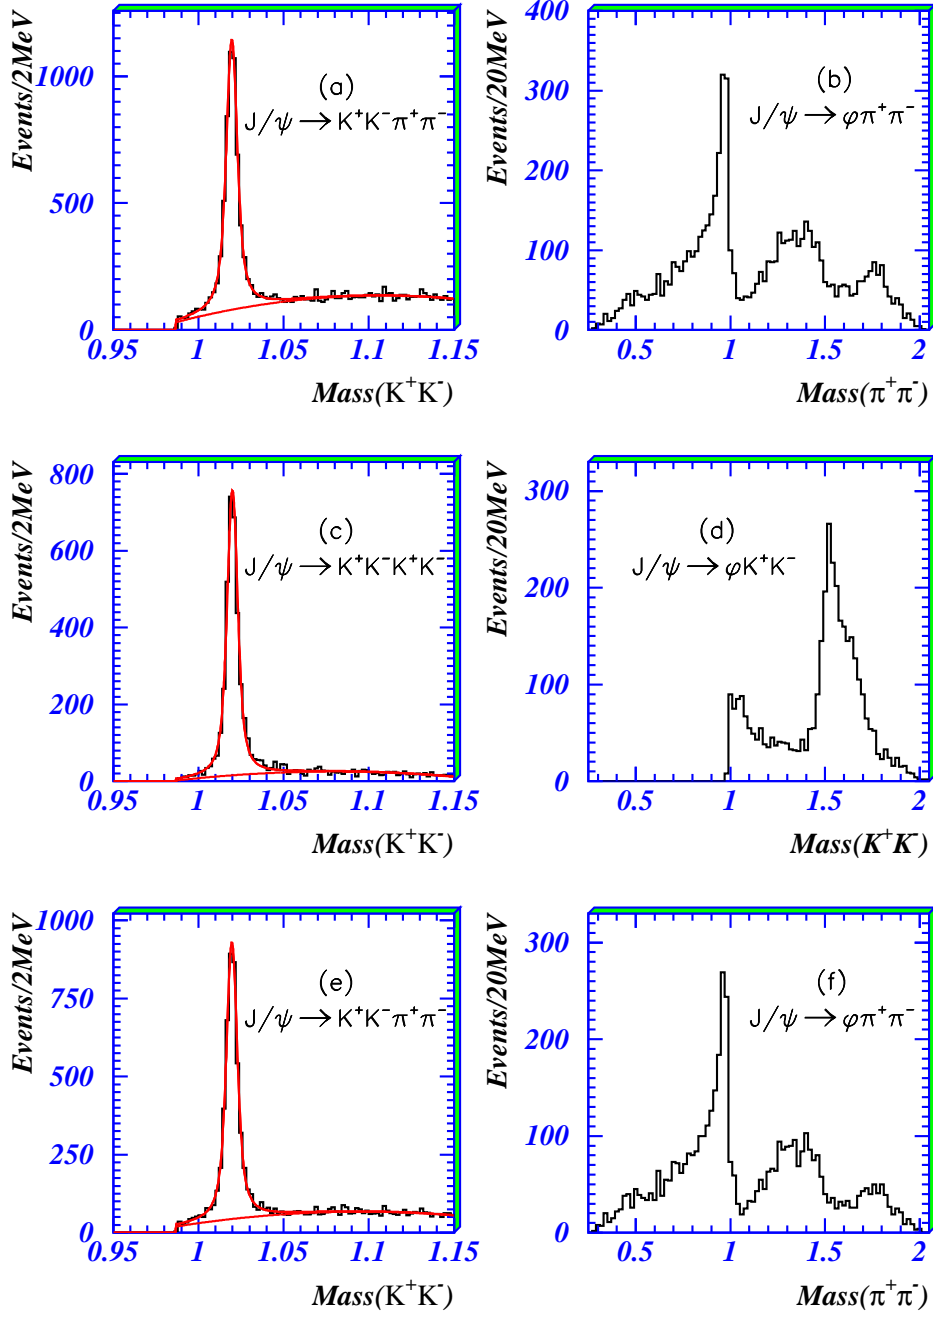 Events/2MeV
1000
500
0
(a)
J/ψ → K⁺K⁻π⁺π⁻
0.95 1 1.05 1.1 1.15
Mass(K⁺K⁻)
Events/20MeV
400
300
200
100
0
(b)
J/ψ → φπ⁺π⁻
0.5 1 1.5 2
Mass(π⁺π⁻)
Events/2MeV
800
600
400
200
0
(c)
J/ψ → K⁺K⁻K⁺K⁻
0.95 1 1.05 1.1 1.15
Mass(K⁺K⁻)
Events/20MeV
300
200
100
0
(d)
J/ψ → φK⁺K⁻
0.5 1 1.5 2
Mass(K⁺K⁻)
Events/2MeV
1000
750
500
250
0
(e)
J/ψ → K⁺K⁻π⁺π⁻
0.95 1 1.05 1.1 1.15
Mass(K⁺K⁻)
Events/20MeV
300
200
100
0
(f)
J/ψ → φπ⁺π⁻
0.5 1 1.5 2
Mass(π⁺π⁻)